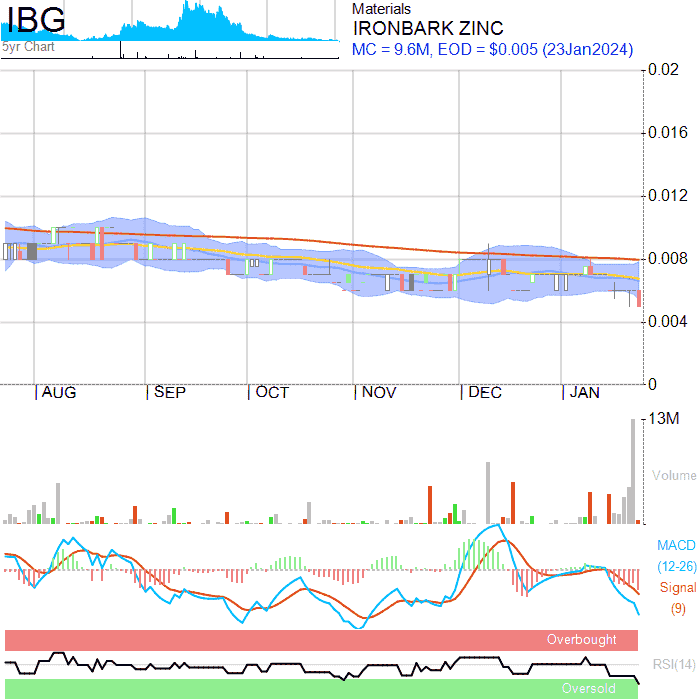 IBG
5yr Chart
Materials
IRONBARK ZINC
MC = 9.6M, EOD = $0.005 (23Jan2024)
0.02
0.016
0.012
0.008
0.004
0
AUG SEP OCT NOV DEC JAN
13M
Volume
MACD
(12-26)
Signal
(9)
Overbought
RSI(14)
Oversold